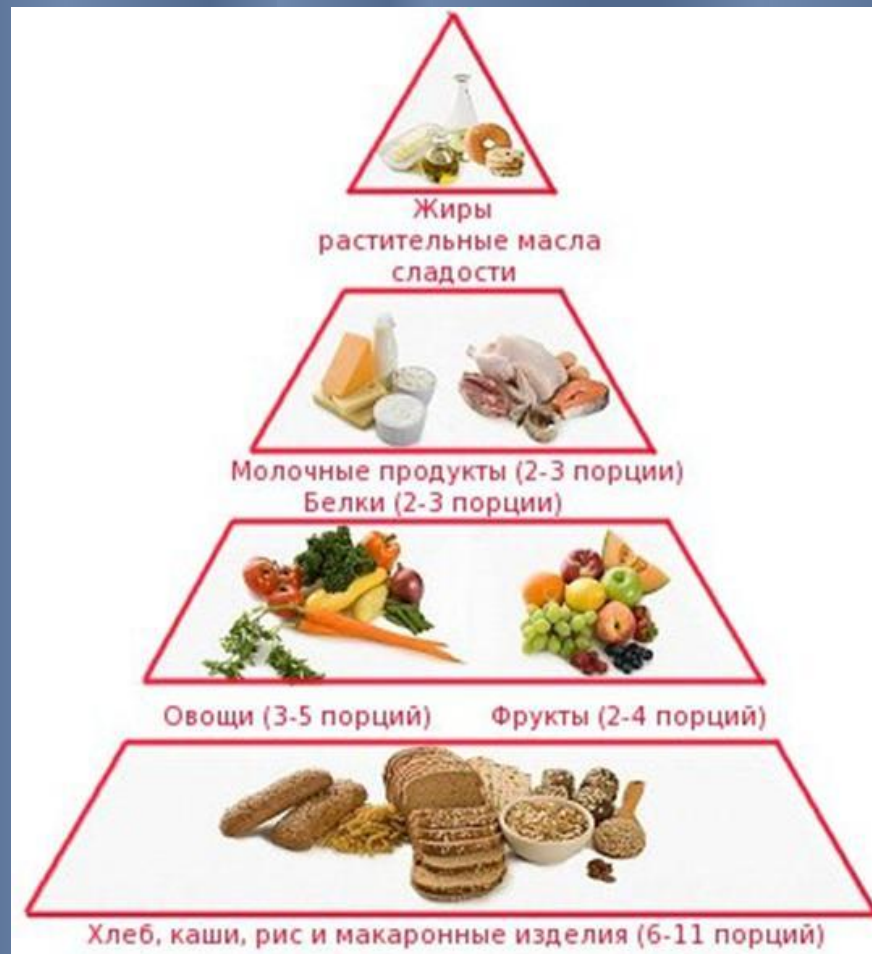 Жиры
растительные масла
сладости
Молочные продукты (2-3 порции)
Белки (2-3 порции)
Овощи (3-5 порций) Фрукты (2-4 порций)
Хлеб, каши, рис и макаронные изделия (6-11 порций)